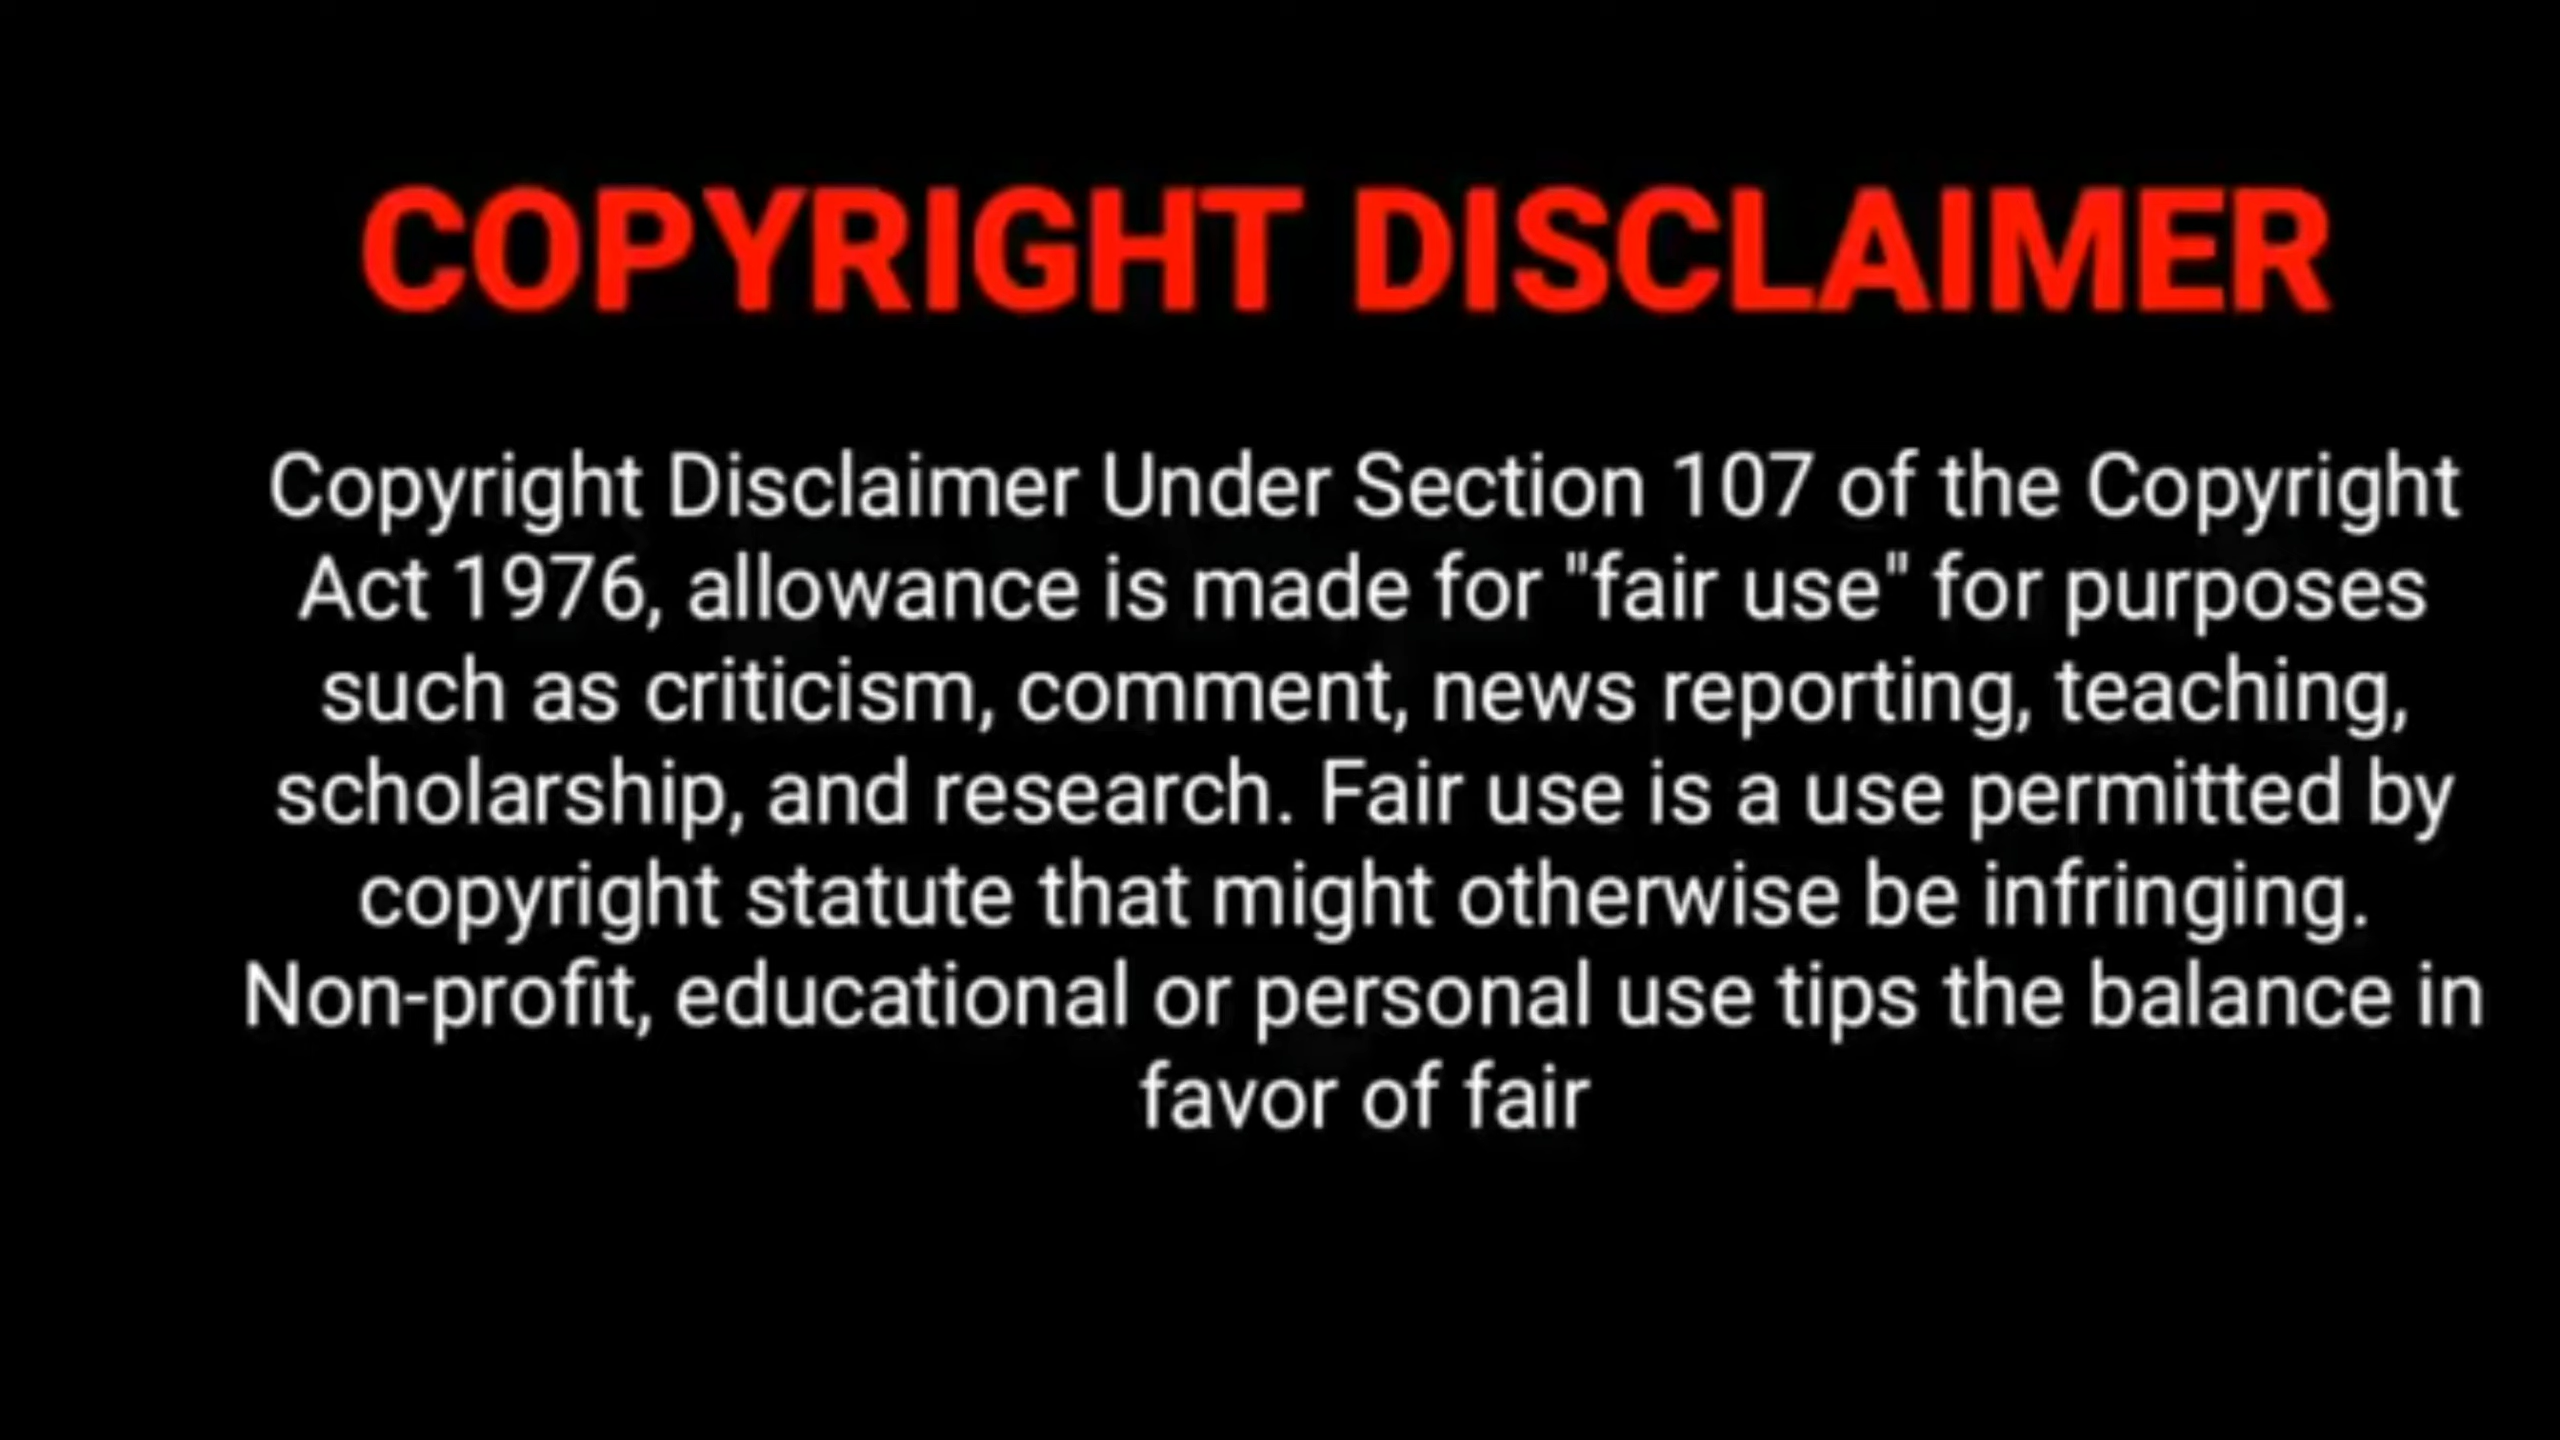 COPYRIGHT DISCLAIMER
Copyright Disclaimer Under Section 107 of the Copyright
Act 1976, allowance is made for "fair use" for purposes
such as criticism, comment, news reporting, teaching,
scholarship, and research. Fair use is a use permitted by
copyright statute that might otherwise be infringing.
Non-profit, educational or personal use tips the balance in
favor of fair